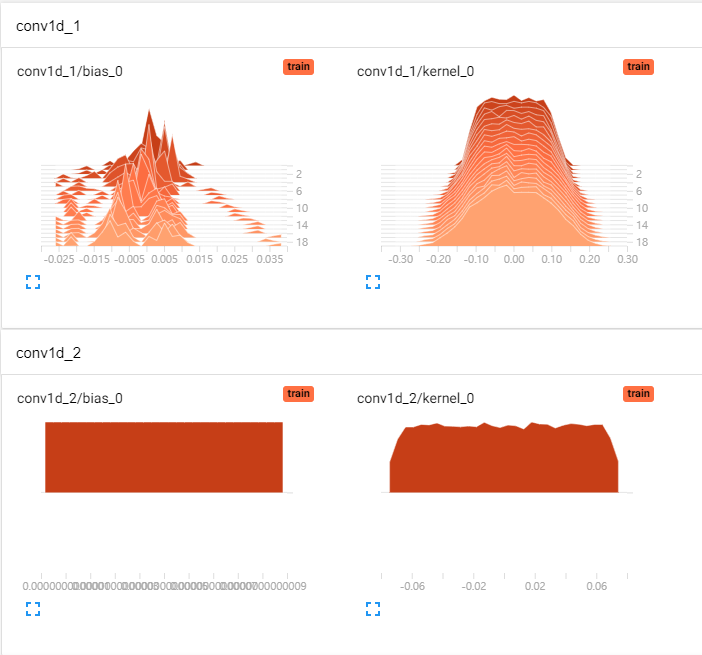 conv1d_1
conv1d_1/bias_0
train
2
6
10
14
18
-0.025 -0.015 -0.005 0.005 0.015 0.025 0.035
conv1d_1/kernel_0
train
2
6
10
14
18
-0.30 -0.20 -0.10 0.00 0.10 0.20 0.30
conv1d_2
conv1d_2/bias_0
train
conv1d_2/kernel_0
train
-0.06 -0.02 0.02 0.06